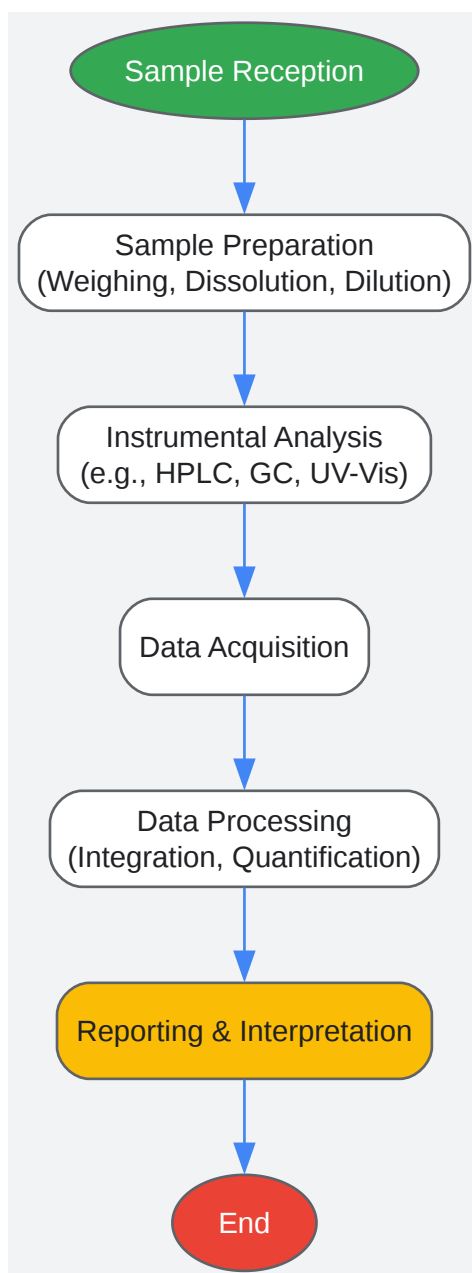 Sample Reception
Sample Preparation
(Weighing, Dissolution, Dilution)
Instrumental Analysis
(e.g., HPLC, GC, UV-Vis)
Data Acquisition
Data Processing
(Integration, Quantification)
Reporting & Interpretation
End